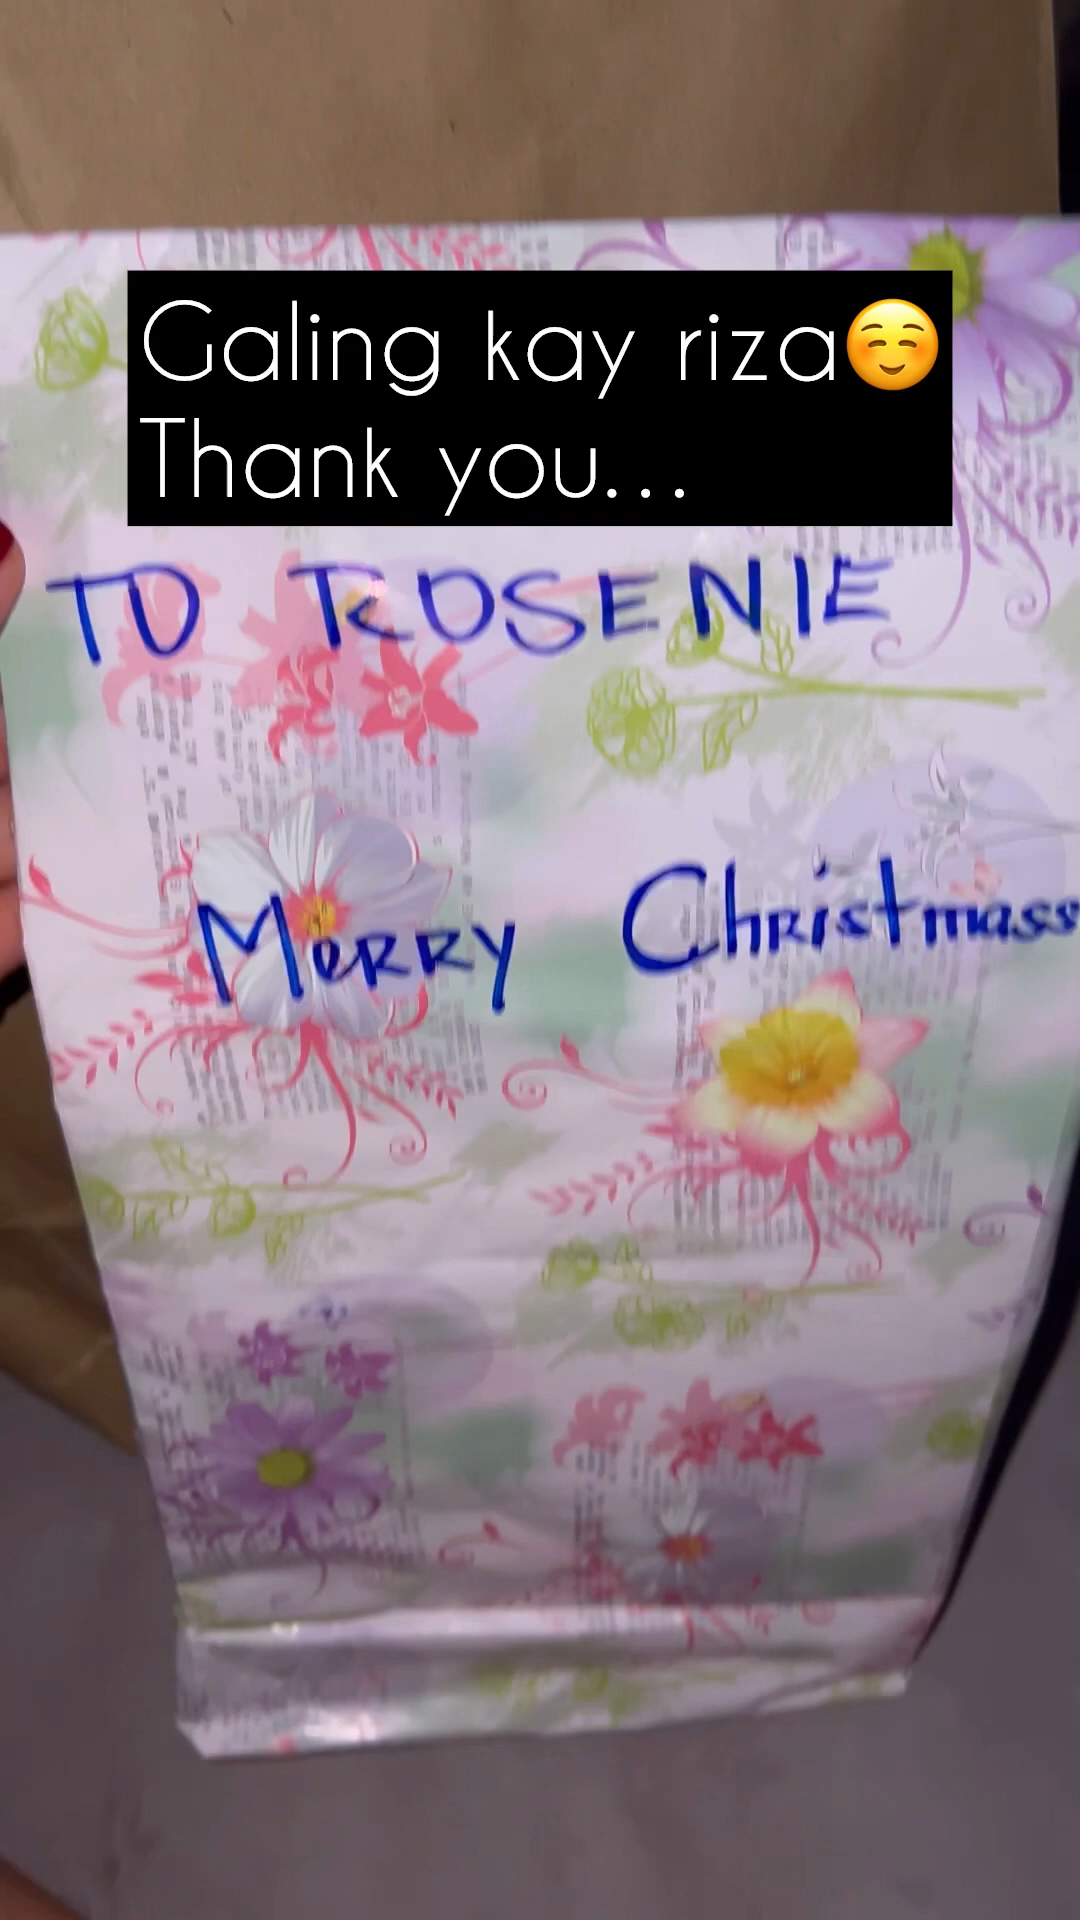 Galing kay riza☺️
Thank you...
TO ROSENIE
Merry Christmass